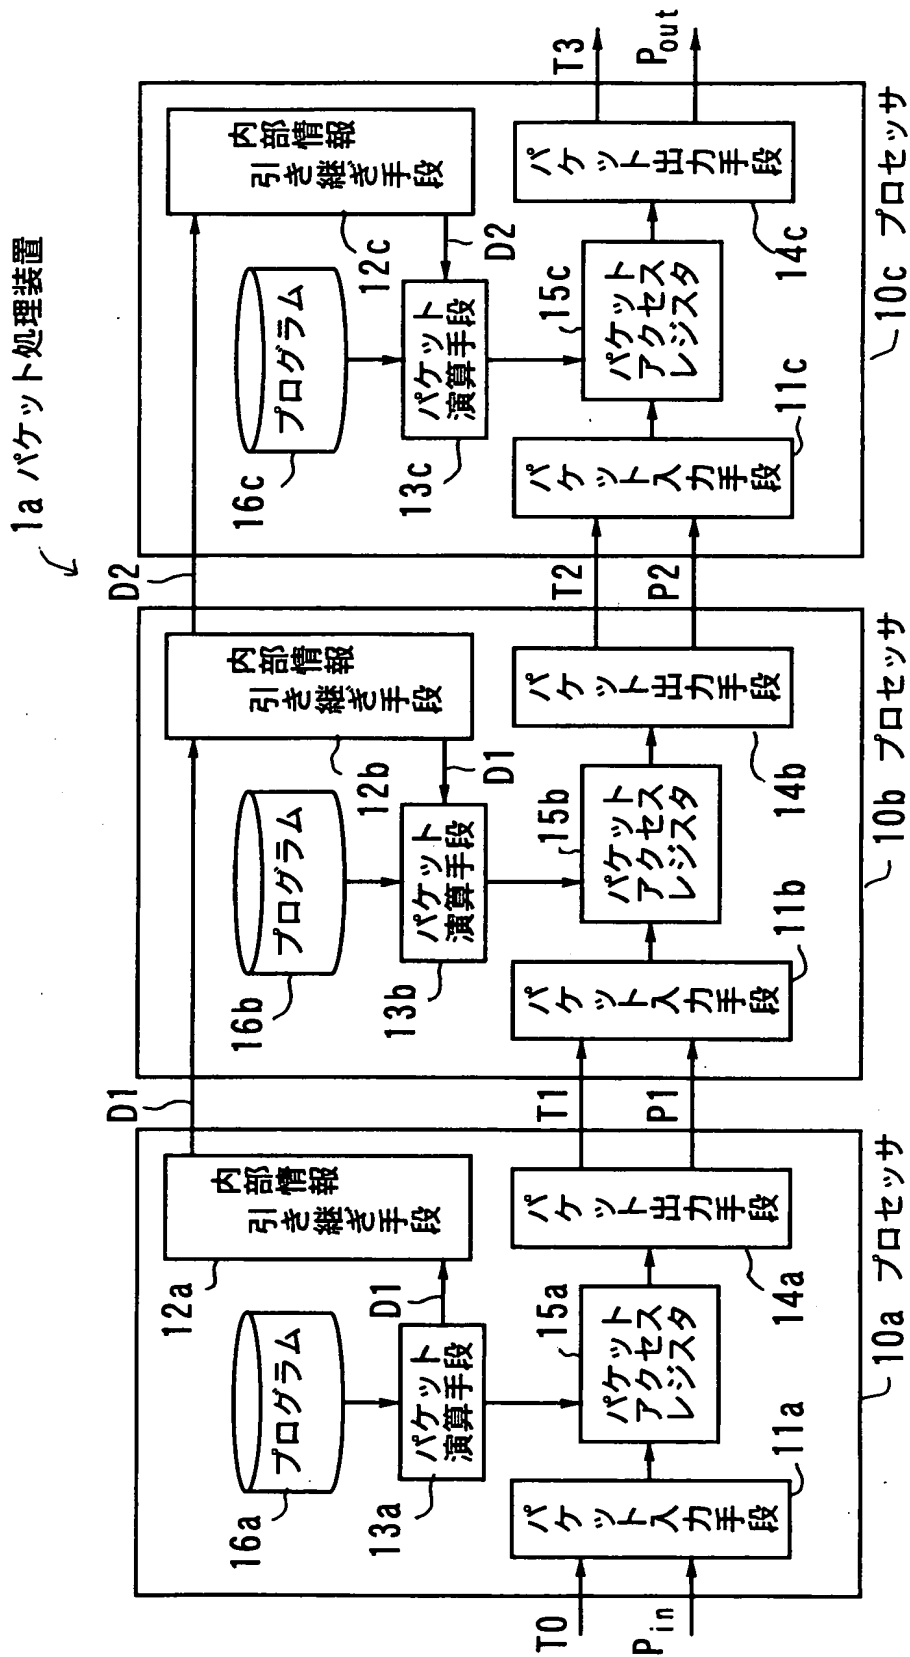 1a パケット処理装置
D1
D2
内部情報
引き継ぎ手段
12a
プログラム
16a
D1
パケット
演算手段
13a
15a
パケット
アクセス
レジスタ
パケット入力手段
11a
パケット出力手段
14a
T0
Pin
T1
P1
10a プロセッサ
内部情報
引き継ぎ手段
12b
プログラム
16b
D1
パケット
演算手段
13b
15b
パケット
アクセス
レジスタ
パケット入力手段
11b
パケット出力手段
14b
T2
P2
10b プロセッサ
内部情報
引き継ぎ手段
12c
プログラム
16c
D2
パケット
演算手段
13c
15c
パケット
アクセス
レジスタ
パケット入力手段
11c
パケット出力手段
14c
T3
Pout
10c プロセッサ